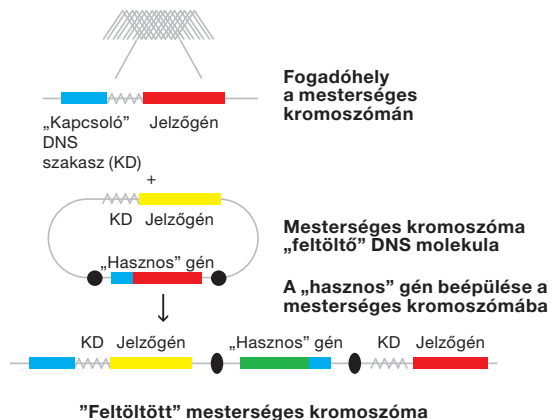 Fogadóhely
a mesterséges
kromoszómán
„Kapcsoló” Jelzőgén
DNS
szakasz (KD)
+
KD Jelzőgén
„Hasznos” gén
Mesterséges kromoszóma
„feltöltő” DNS molekula
A „hasznos” gén beépülése a
mesterséges kromoszómába
KD Jelzőgén „Hasznos” gén KD Jelzőgén
"Feltöltött” mesterséges kromoszóma